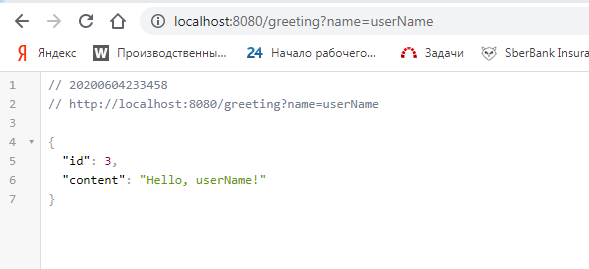 localhost:8080/greeting?name=userName
Я Яндекс W Производственны... 24 Начало рабочего... Задачи SberBank Insura
1 // 20200604233458
2 // http://localhost:8080/greeting?name=userName
3
4 {
5 "id": 3,
6 "content": "Hello, userName!"
7 }